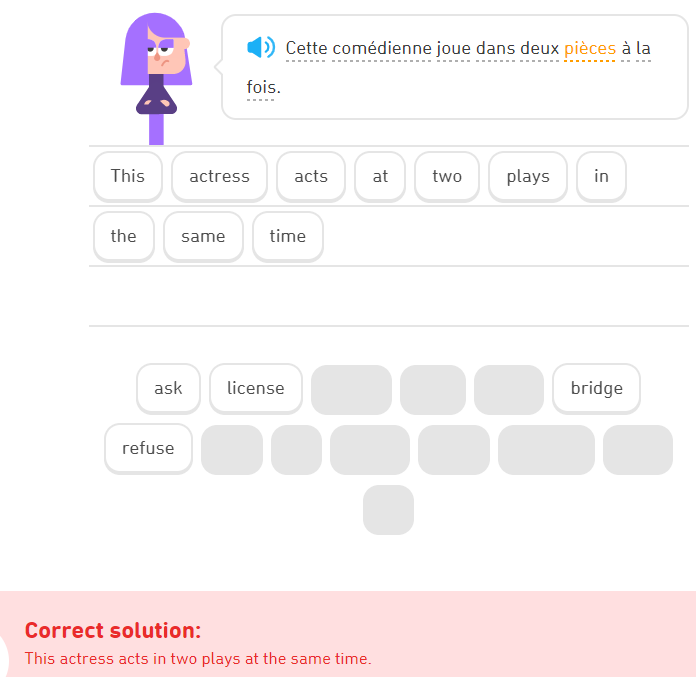 Cette comédienne joue dans deux pièces à la
fois.
This actress acts at two plays in
the same time
ask license bridge
refuse
Correct solution:
This actress acts in two plays at the same time.